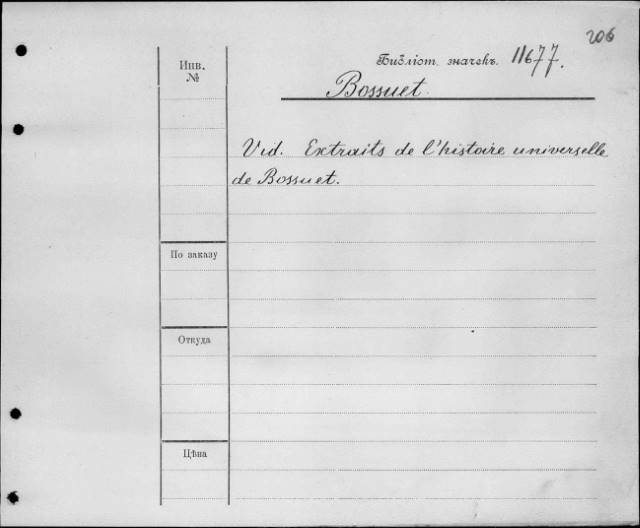 206
Инв.
№
Библіот. значекъ. 11677.
Bossuet.
Vid. Extraits de l'histoire universelle
de Bossuet.
По заказу
Откуда
Цѣна